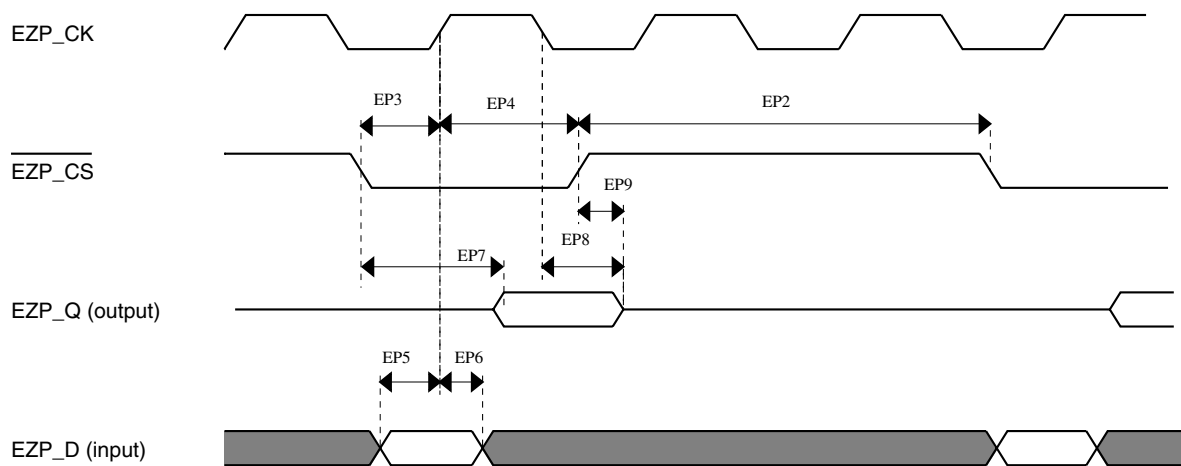 EZP_CK
EP3
EP4
EP2
EZP_CS
EP9
EP8
EP7
EZP_Q (output)
EP5
EP6
EZP_D (input)